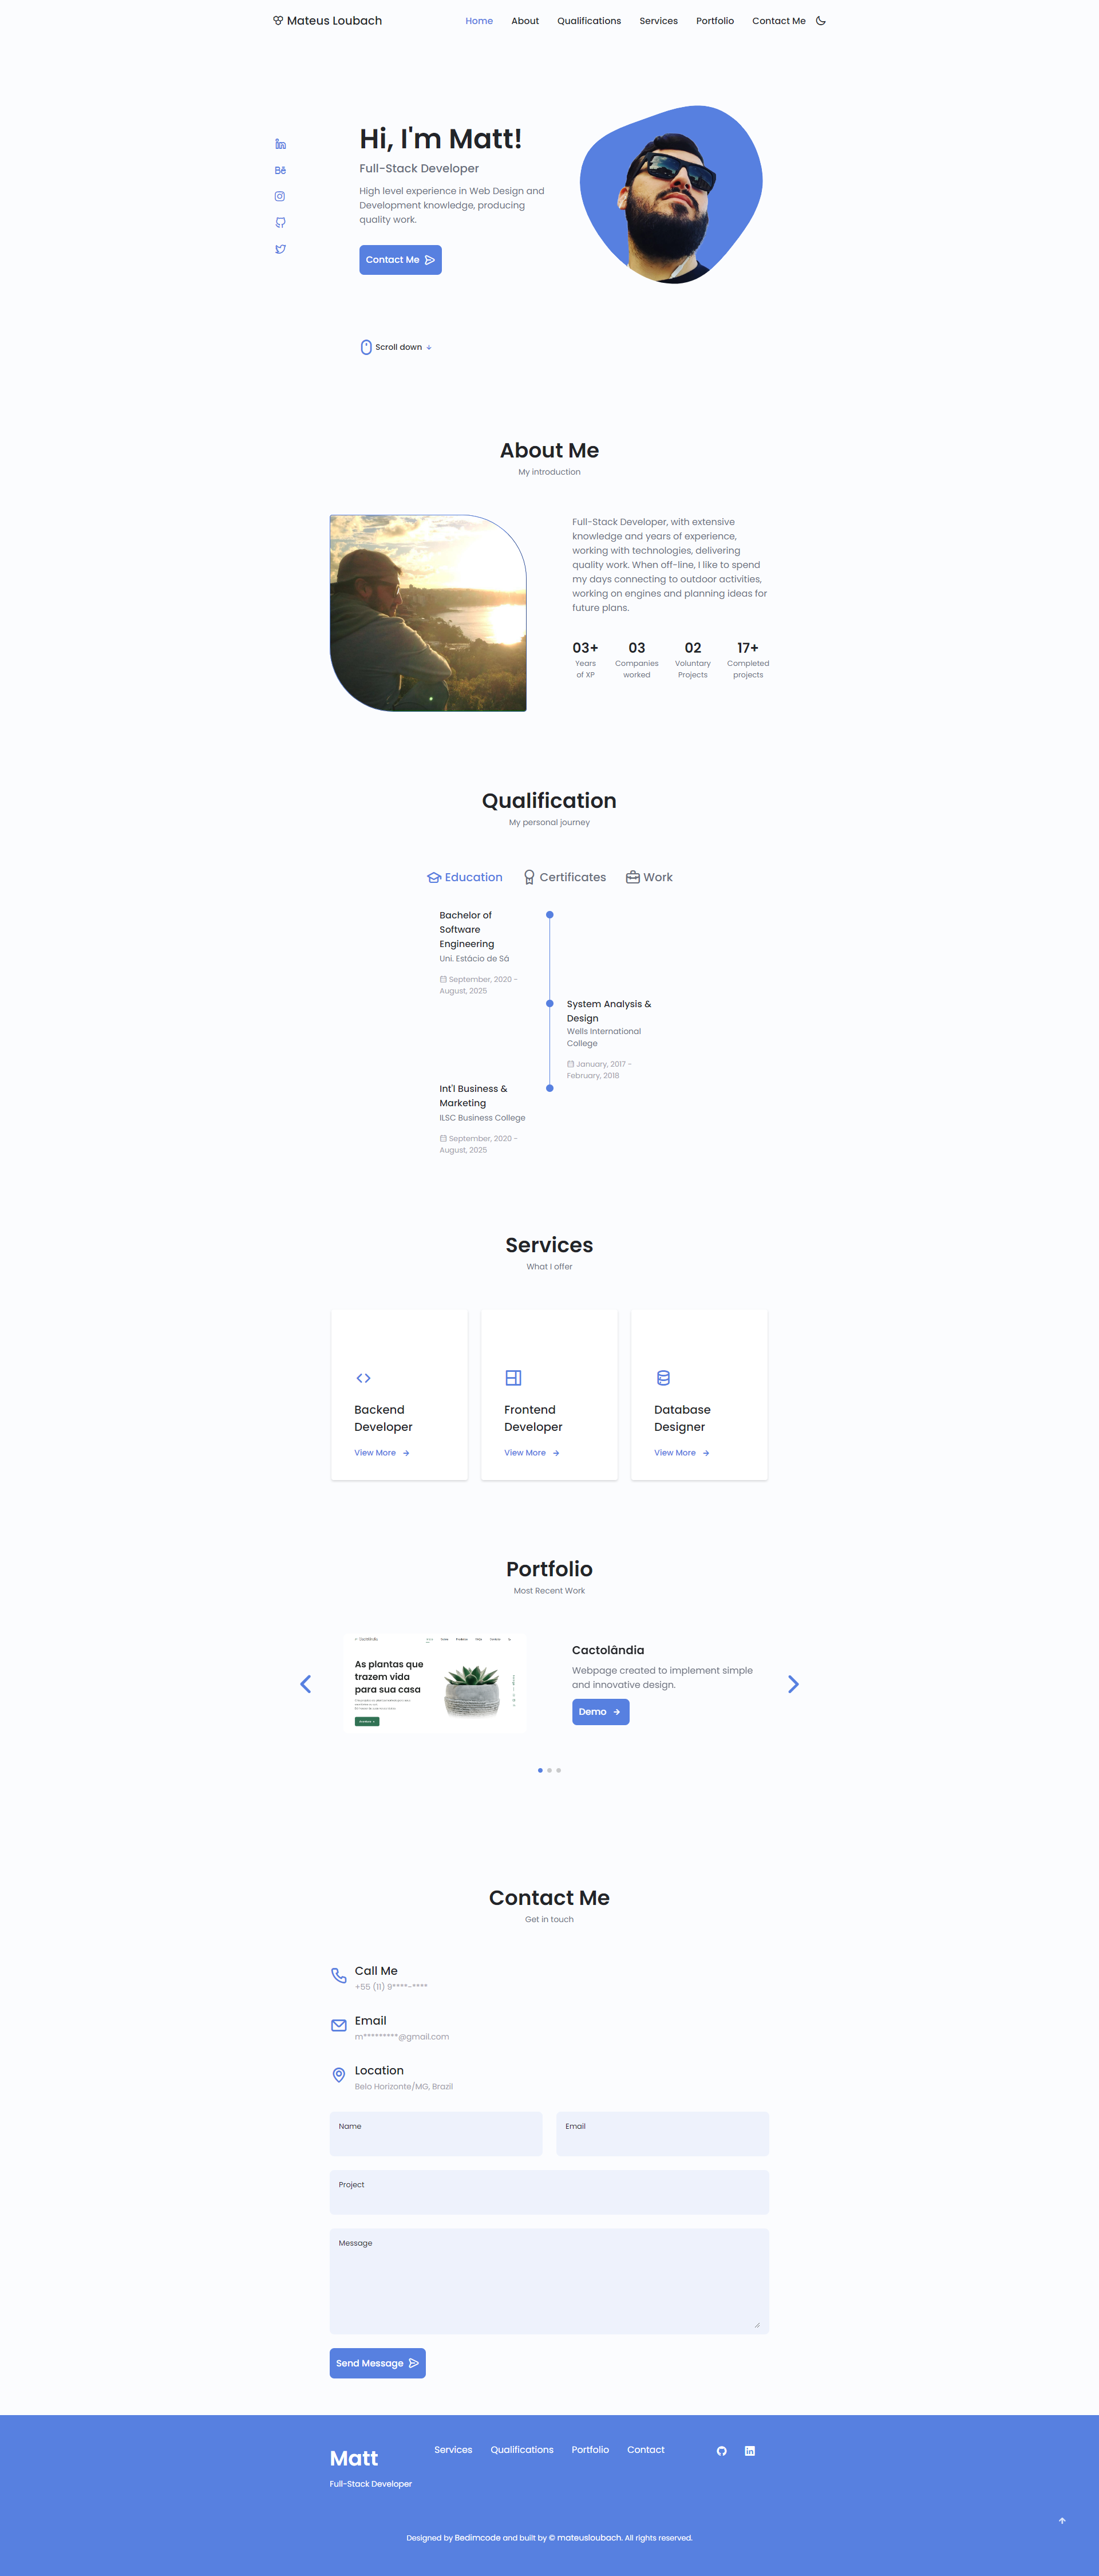 Mateus Loubach
Home About Qualifications Services Portfolio Contact Me
Hi, I'm Matt!
Full-Stack Developer
High level experience in Web Design and
Development knowledge, producing
quality work.
Contact Me
Scroll down
About Me
My introduction
Full-Stack Developer, with extensive
knowledge and years of experience,
working with technologies, delivering
quality work. When off-line, I like to spend
my days connecting to outdoor activities,
working on engines and planning ideas for
future plans.
03+ 03 02 17+
Years Companies Voluntary Completed
of XP worked Projects projects
Qualification
My personal journey
Education Certificates Work
Bachelor of
Software
Engineering
Uni. Estácio de Sá
September, 2020 -
August, 2025
System Analysis &
Design
Wells International
College
January, 2017 -
February, 2018
Int'l Business &
Marketing
ILSC Business College
September, 2020 -
August, 2025
Services
What I offer
Backend
Developer
View More
Frontend
Developer
View More
Database
Designer
View More
Portfolio
Most Recent Work
As plantas que
trazem vida
para sua casa
Cactolândia
Webpage created to implement simple
and innovative design.
Demo
Contact Me
Get in touch
Call Me
+55 (11) 9****-****
Email
m*********@gmail.com
Location
Belo Horizonte/MG, Brazil
Name
Email
Project
Message
Send Message
Matt
Full-Stack Developer
Services Qualifications Portfolio Contact
Designed by Bedimcode and built by © mateusloubach. All rights reserved.